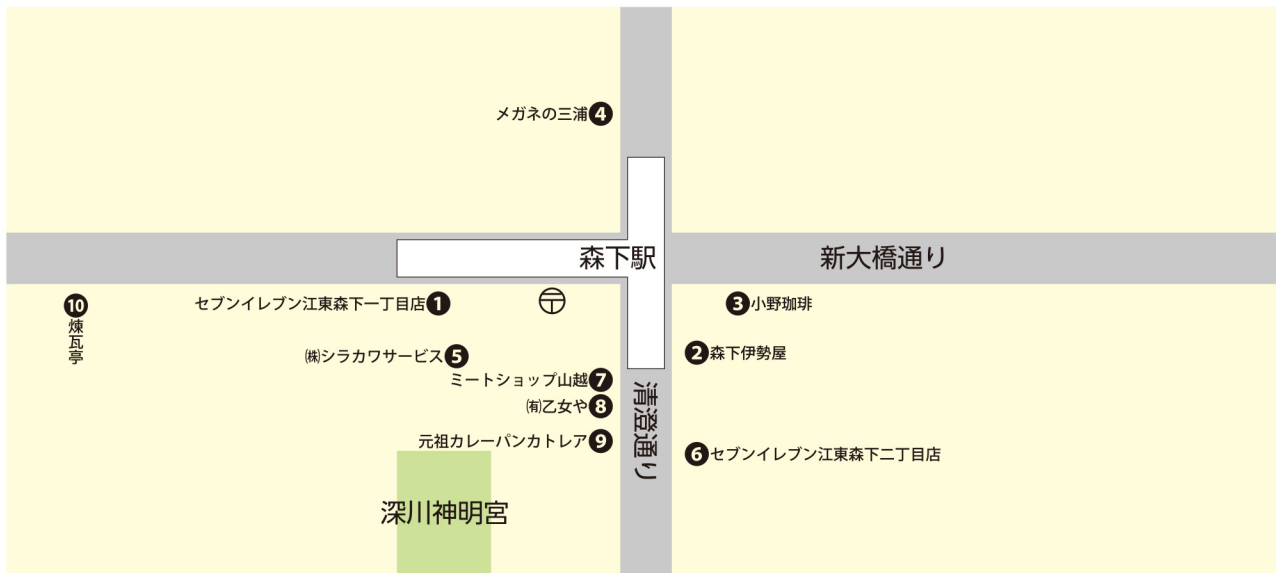 メガネの三浦❹
森下駅
新大橋通り
❿
煉瓦亭
セブンイレブン江東森下一丁目店❶
❸小野珈琲
㈱シラカワサービス❺
❷森下伊勢屋
ミートショップ山越❼
㈲乙女や❽
元祖カレーパンカトレア❾
清澄通り
❻セブンイレブン江東森下二丁目店
深川神明宮